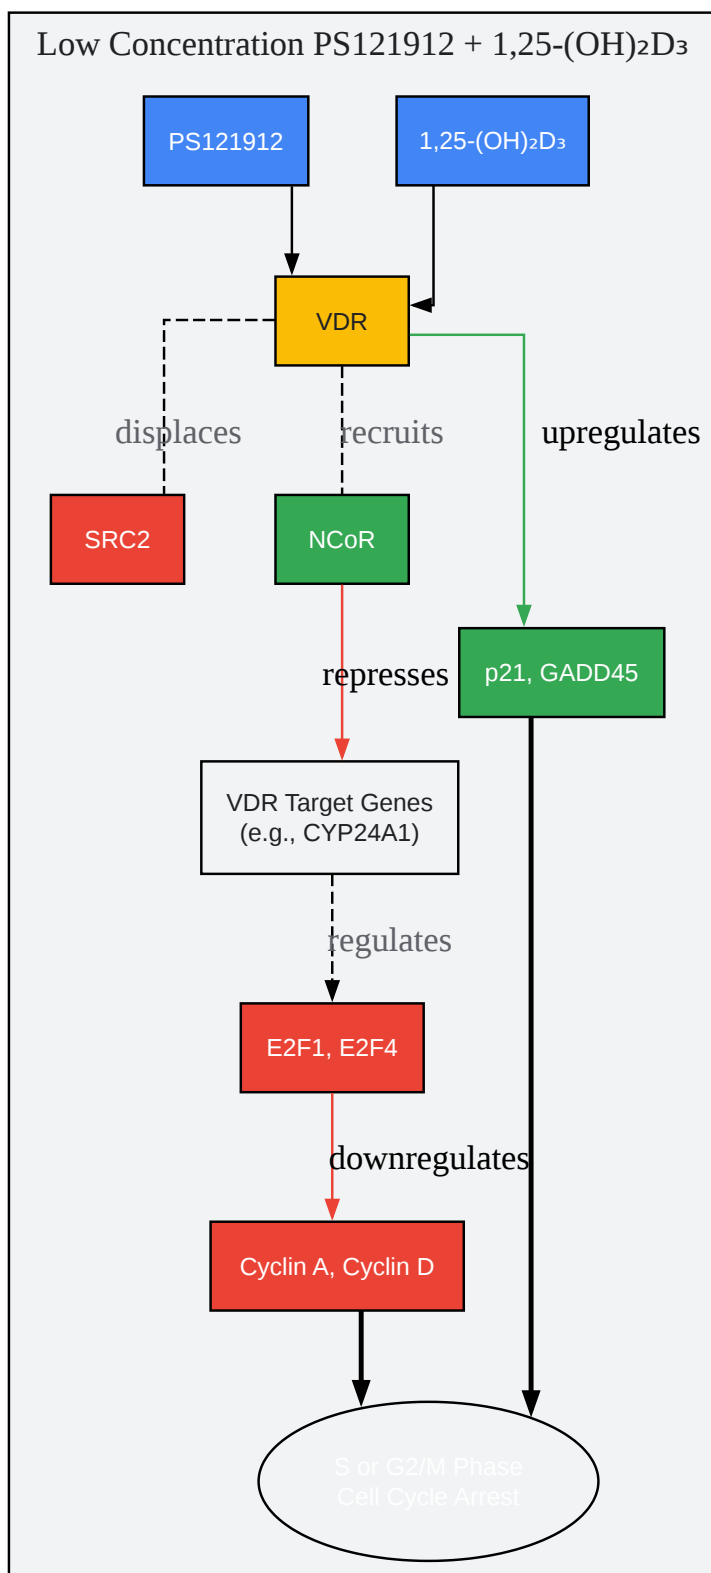 Low Concentration PS121912 + 1,25-(OH)₂D₃
PS121912
1,25-(OH)₂D₃
VDR
displaces
recruits
upregulates
SRC2
NCoR
represses
p21, GADD45
VDR Target Genes
(e.g., CYP24A1)
regulates
E2F1, E2F4
downregulates
Cyclin A, Cyclin D
S or G2/M Phase
Cell Cycle Arrest